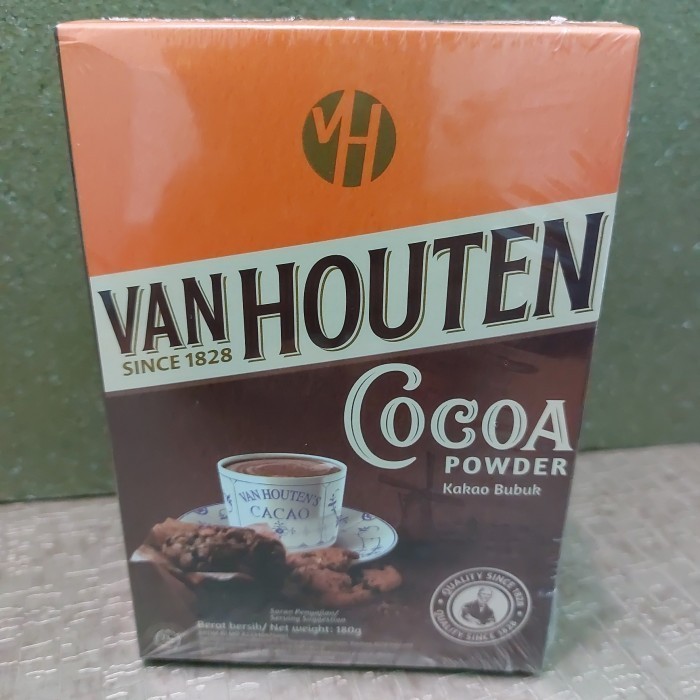 VH
VAN HOUTEN
SINCE 1828
COCOA
POWDER
Kakao Bubuk
VAN HOUTEN'S
CACAO
Saran Penyajian/
Serving Suggestion
Berat bersih/ Net weight: 180g
QUALITY SINCE 1828
QUALITY SINCE 1828